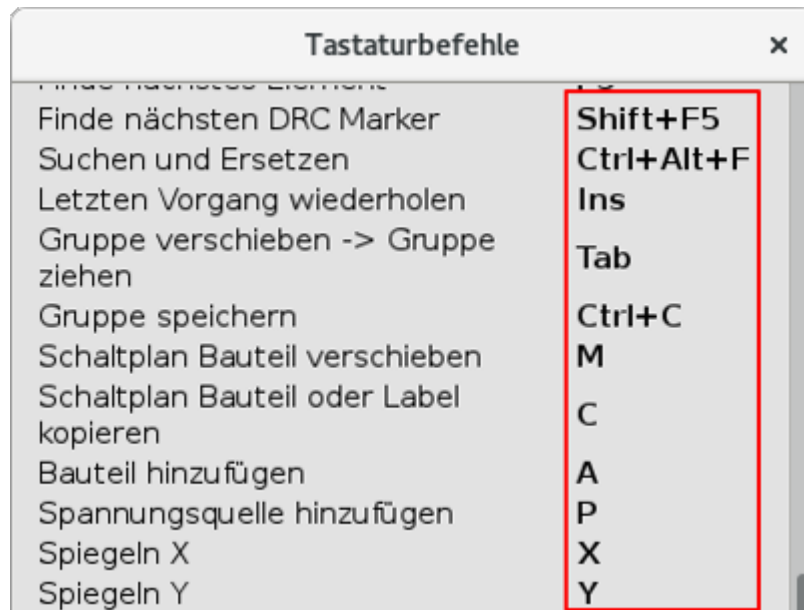 Tastaturbefehle
Finde nächsten DRC Marker Shift+F5
Suchen und Ersetzen Ctrl+Alt+F
Letzten Vorgang wiederholen Ins
Gruppe verschieben -> Gruppe
ziehen Tab
Gruppe speichern Ctrl+C
Schaltplan Bauteil verschieben M
Schaltplan Bauteil oder Label
kopieren C
Bauteil hinzufügen A
Spannungsquelle hinzufügen P
Spiegeln X X
Spiegeln Y Y